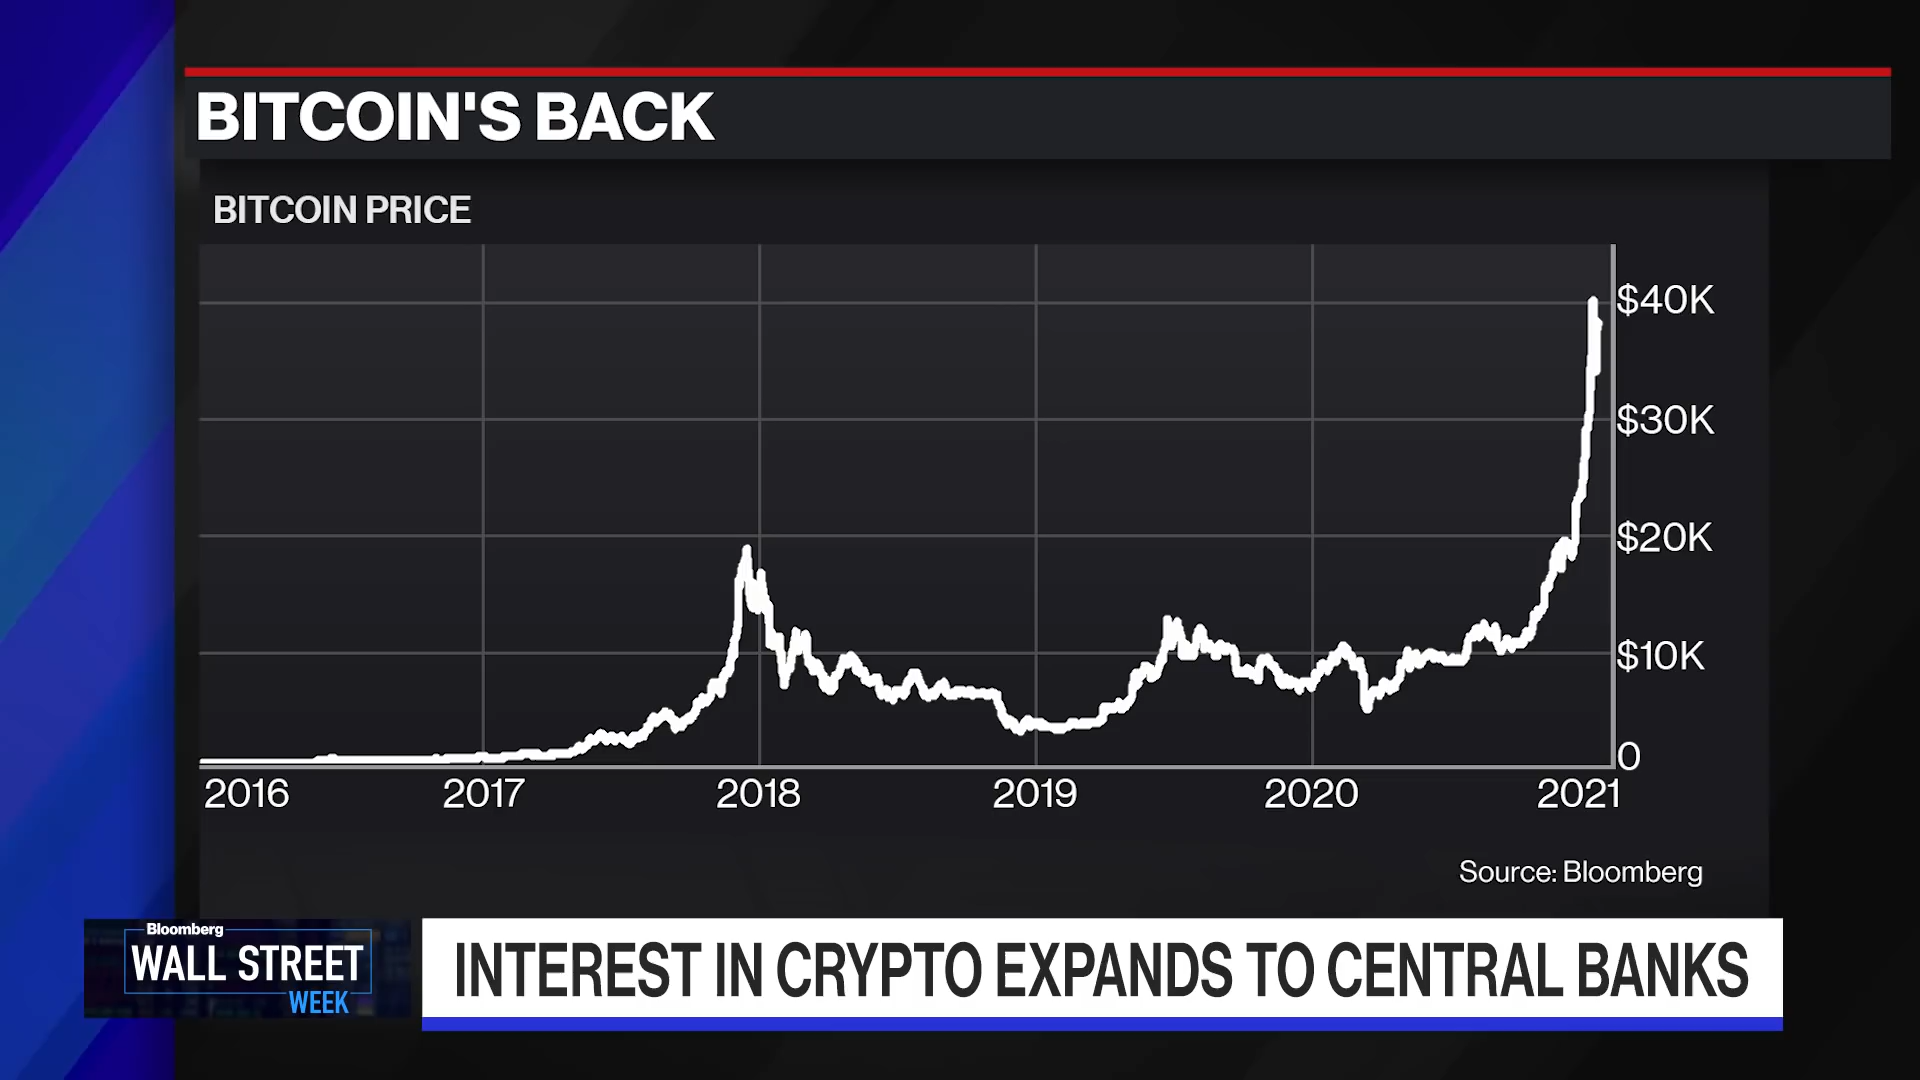 BITCOIN'S BACK
BITCOIN PRICE
$40K
$30K
$20K
$10K
0
2016 2017 2018 2019 2020 2021
Source: Bloomberg
Bloomberg
WALL STREET
WEEK
INTEREST IN CRYPTO EXPANDS TO CENTRAL BANKS